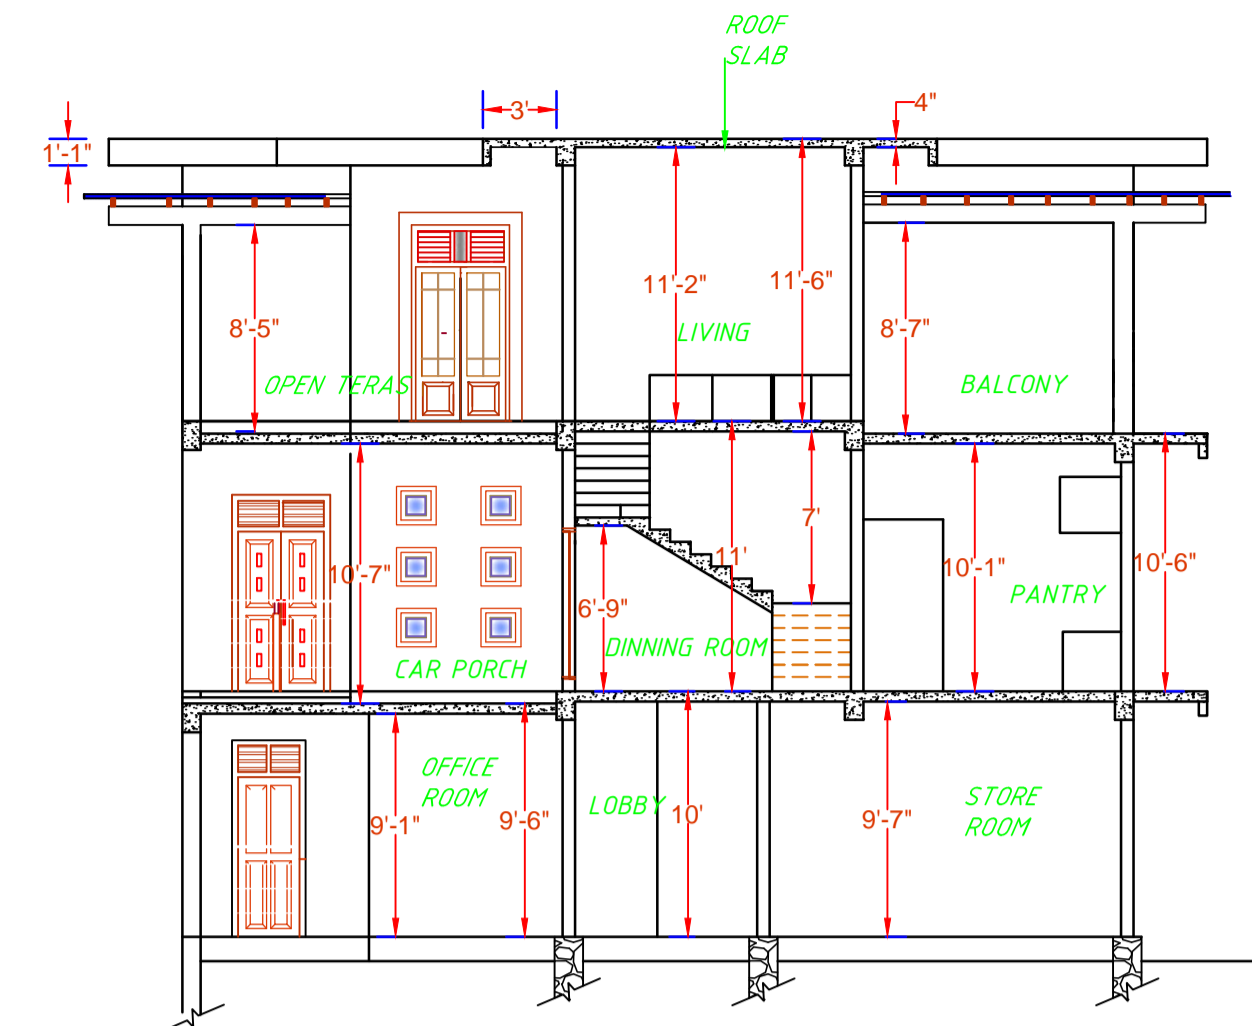 ROOF
SLAB
3'
4"
1'-1"
11'-2"
11'-6"
8'-5"
8'-7"
LIVING
OPEN TERAS
BALCONY
7'
11'
10'-7"
10'-1"
10'-6"
6'-9"
PANTRY
DINNING ROOM
CAR PORCH
OFFICE
ROOM
LOBBY
10'
STORE
ROOM
9'-1"
9'-6"
9'-7"